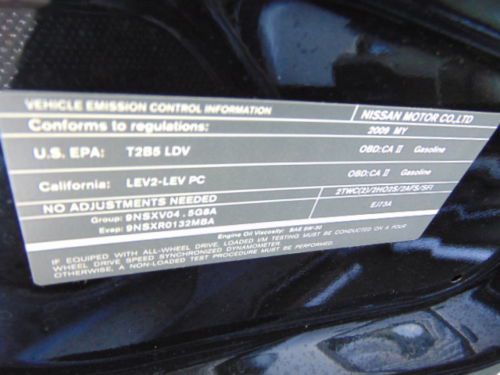 VEHICLE EMISSION CONTROL INFORMATION NISSAN MOTOR CO.,LTD
Conforms to regulations: 2009 MY
U.S. EPA: T2B5 LDV OBD:CA II Gasoline
California: LEV2-LEV PC OBD:CA II Gasoline
NO ADJUSTMENTS NEEDED 2TWC(2)/2HO2S/2AFS/SFI
Group: 9NSXV04.5G8A EJ73A
Evap: 9NSXR0132MBA
Engine Oil Viscosity: SAE 5W-30
IF EQUIPPED WITH ALL-WHEEL DRIVE, LOADED I/M TESTING MUST BE CONDUCTED ON A FOUR
WHEEL DRIVE SPEED SYNCHRONIZED DYNAMOMETER
OTHERWISE, A NON-LOADED TEST PROCEDURE MUST BE PERFORMED.